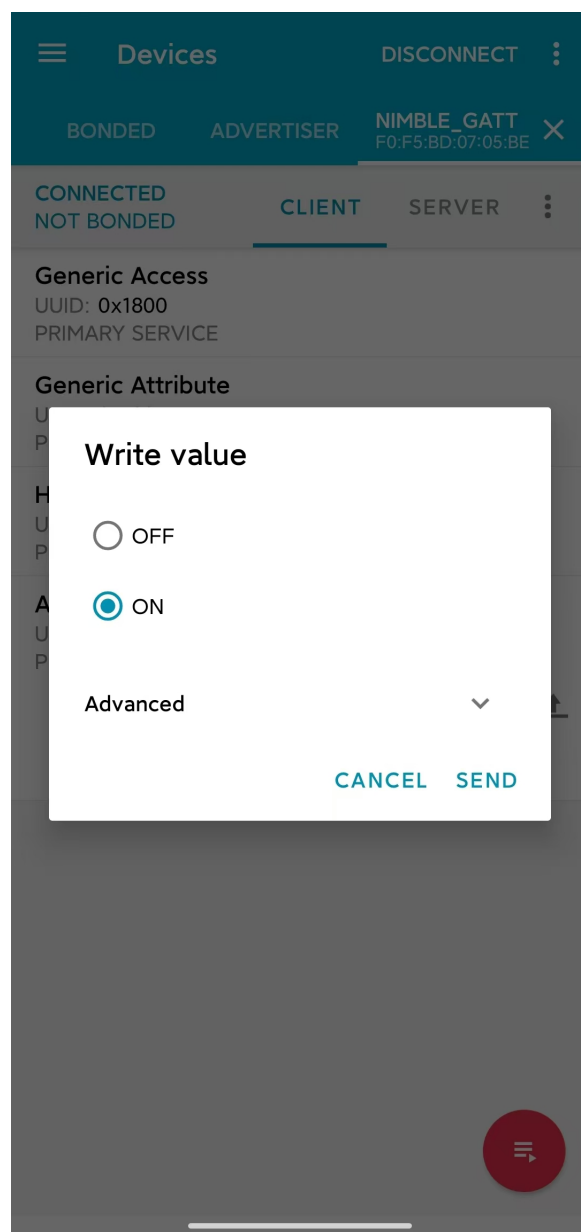 Devices
DISCONNECT
BONDED
ADVERTISER
NIMBLE_GATT
F0:F5:BD:07:05:BE
CONNECTED
NOT BONDED
CLIENT
SERVER
Generic Access
UUID: 0x1800
PRIMARY SERVICE
Generic Attribute
U
P
H
U
P
A
U
P
Write value
OFF
ON
Advanced
CANCEL
SEND